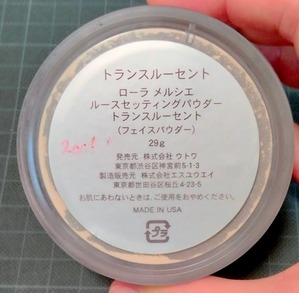 トランスルーセント
ローラ メルシエ
ルースセッティングパウダー
トランスルーセント
(フェイスパウダー)
29g
発売元 株式会社 ウトワ
東京都渋谷区神宮前5-1-3
製造販売元 株式会社エスユウエイ
東京都世田谷区桜丘4-23-5
お肌にあわないときは、ご使用をおやめください。
MADE IN USA
プラ